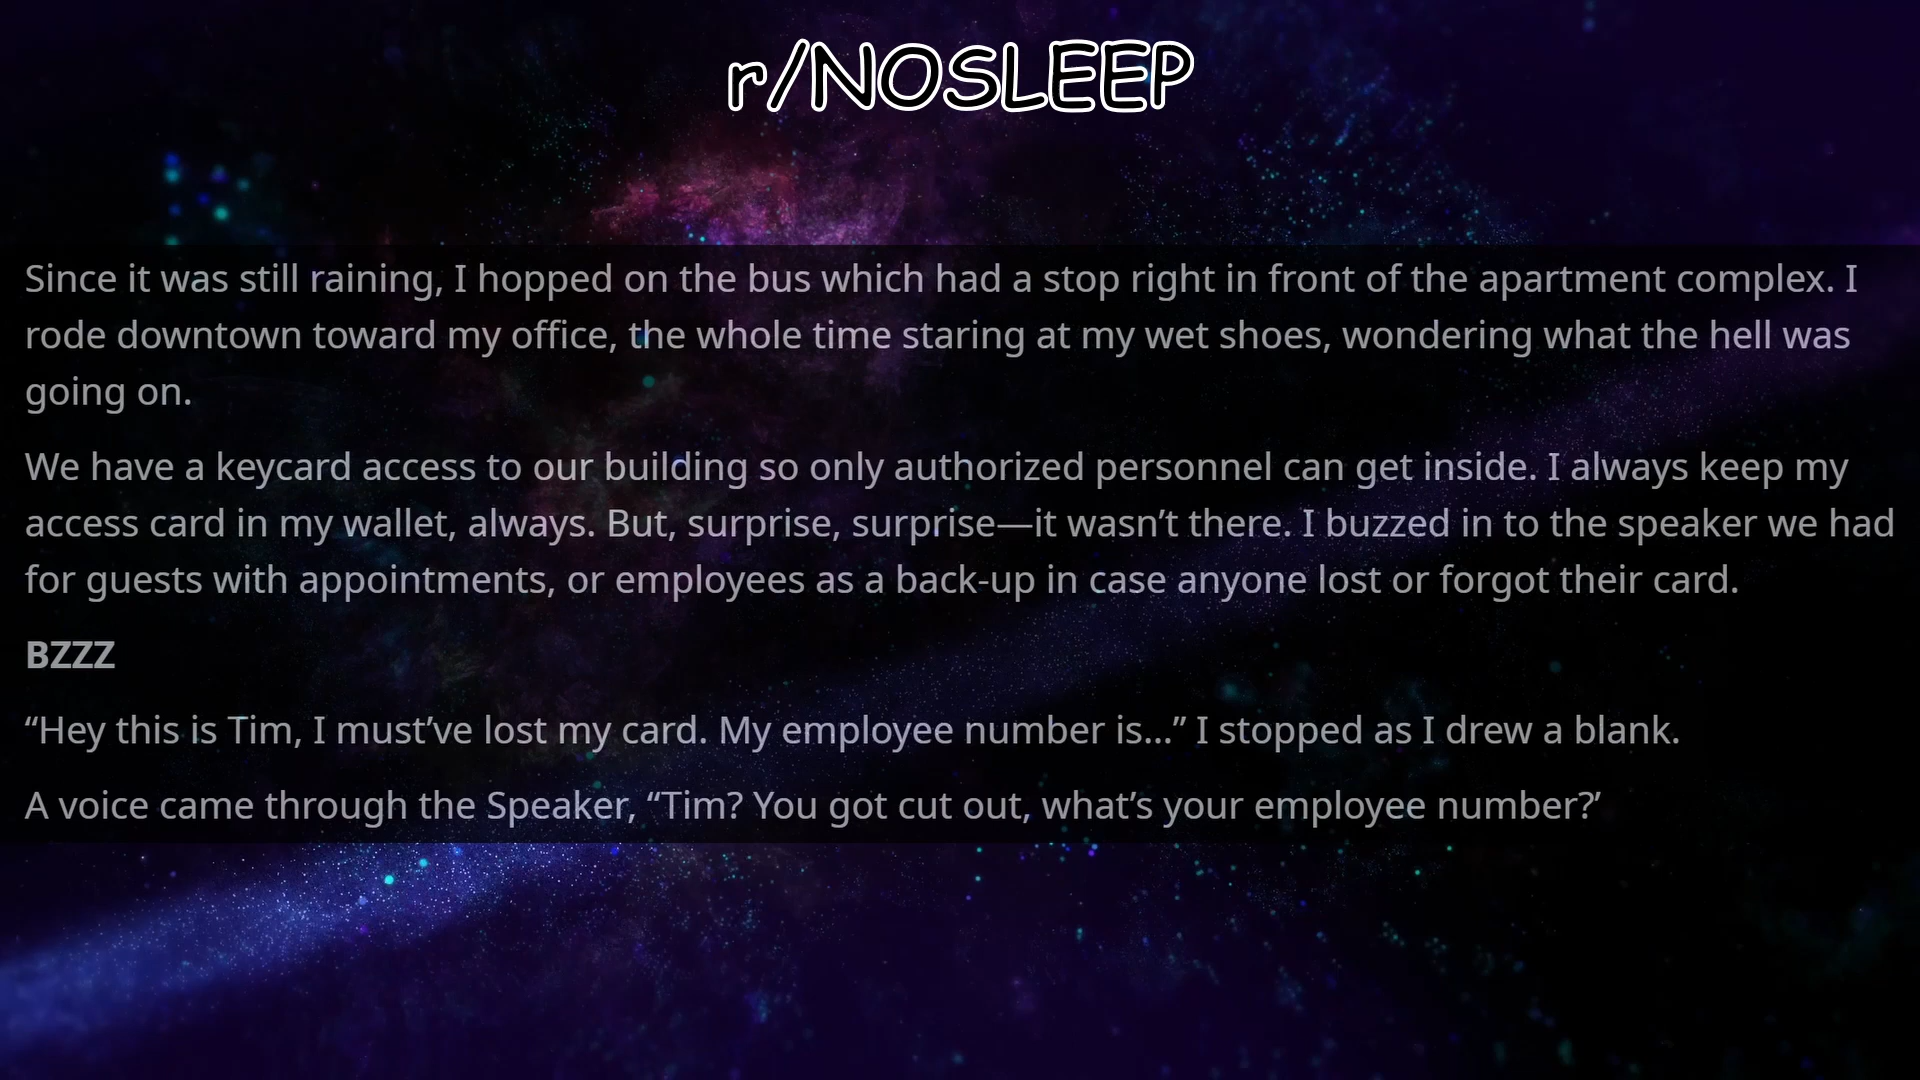 r/NOSLEEP
Since it was still raining, I hopped on the bus which had a stop right in front of the apartment complex. I
rode downtown toward my office, the whole time staring at my wet shoes, wondering what the hell was
going on.
We have a keycard access to our building so only authorized personnel can get inside. I always keep my
access card in my wallet, always. But, surprise, surprise—it wasn’t there. I buzzed in to the speaker we had
for guests with appointments, or employees as a back-up in case anyone lost or forgot their card.
BZZZ
“Hey this is Tim, I must’ve lost my card. My employee number is…” I stopped as I drew a blank.
A voice came through the Speaker, “Tim? You got cut out, what’s your employee number?’